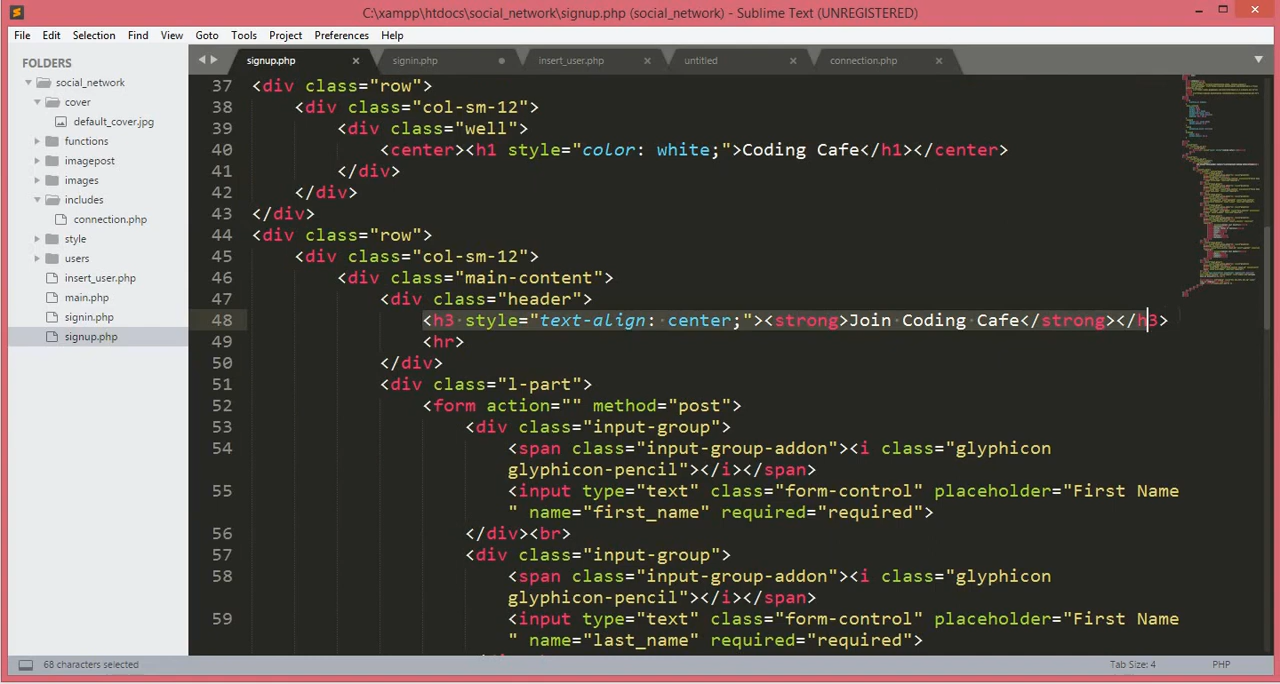 C:\xampp\htdocs\social_network\signup.php (social_network) - Sublime Text (UNREGISTERED)
File Edit Selection Find View Goto Tools Project Preferences Help
FOLDERS
social_network
cover
default_cover.jpg
functions
imagepost
images
includes
connection.php
style
users
insert_user.php
main.php
signin.php
signup.php
signup.php signin.php insert_user.php untitled connection.php
37 <div class="row">
38 <div class="col-sm-12">
39 <div class="well">
40 <center><h1 style="color: white;">Coding Cafe</h1></center>
41 </div>
42 </div>
43 </div>
44 <div class="row">
45 <div class="col-sm-12">
46 <div class="main-content">
47 <div class="header">
48 <h3 style="text-align: center;"><strong>Join Coding Cafe</strong></h3>
49 <hr>
50 </div>
51 <div class="l-part">
52 <form action="" method="post">
53 <div class="input-group">
54 <span class="input-group-addon"><i class="glyphicon
glyphicon-pencil"></i></span>
55 <input type="text" class="form-control" placeholder="First Name
" name="first_name" required="required">
56 </div><br>
57 <div class="input-group">
58 <span class="input-group-addon"><i class="glyphicon
glyphicon-pencil"></i></span>
59 <input type="text" class="form-control" placeholder="First Name
" name="last_name" required="required">
68 characters selected Tab Size: 4 PHP